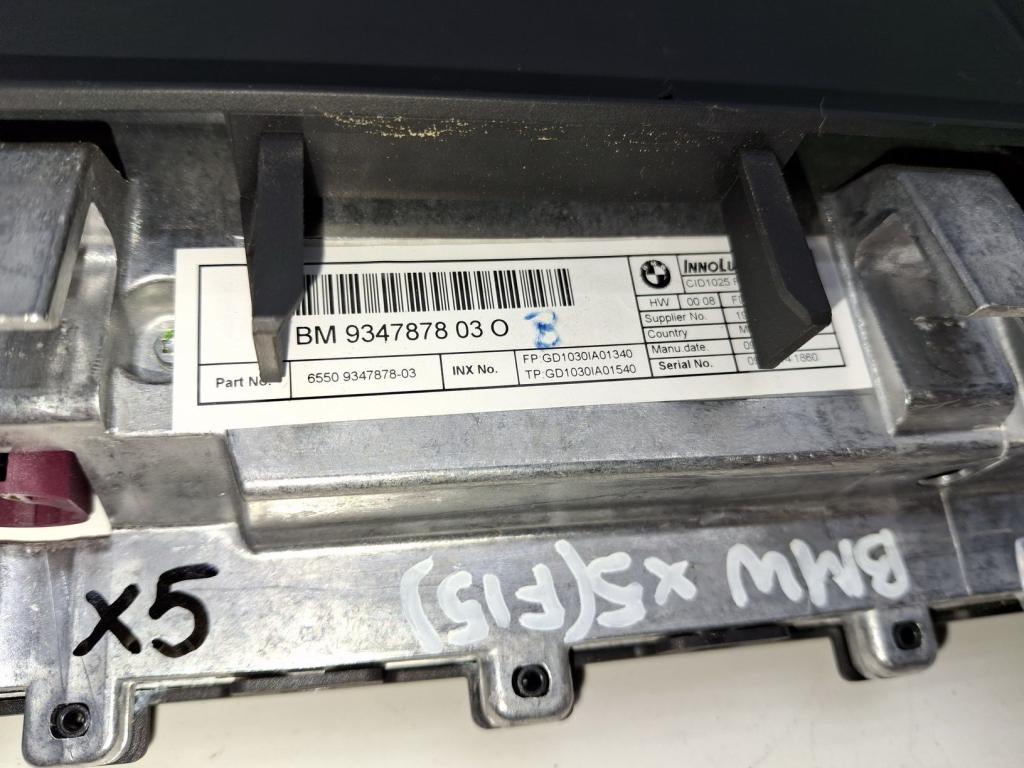 BM 9347878 03 O
Part No.
6550 9347878-03
INX No.
FP:GD1030IA01340
TP:GD1030IA01540
CID1025
HW 00 08
Supplier No.
Country
Manu.date.
Serial No. 1860
X5
BMW X5(F15)